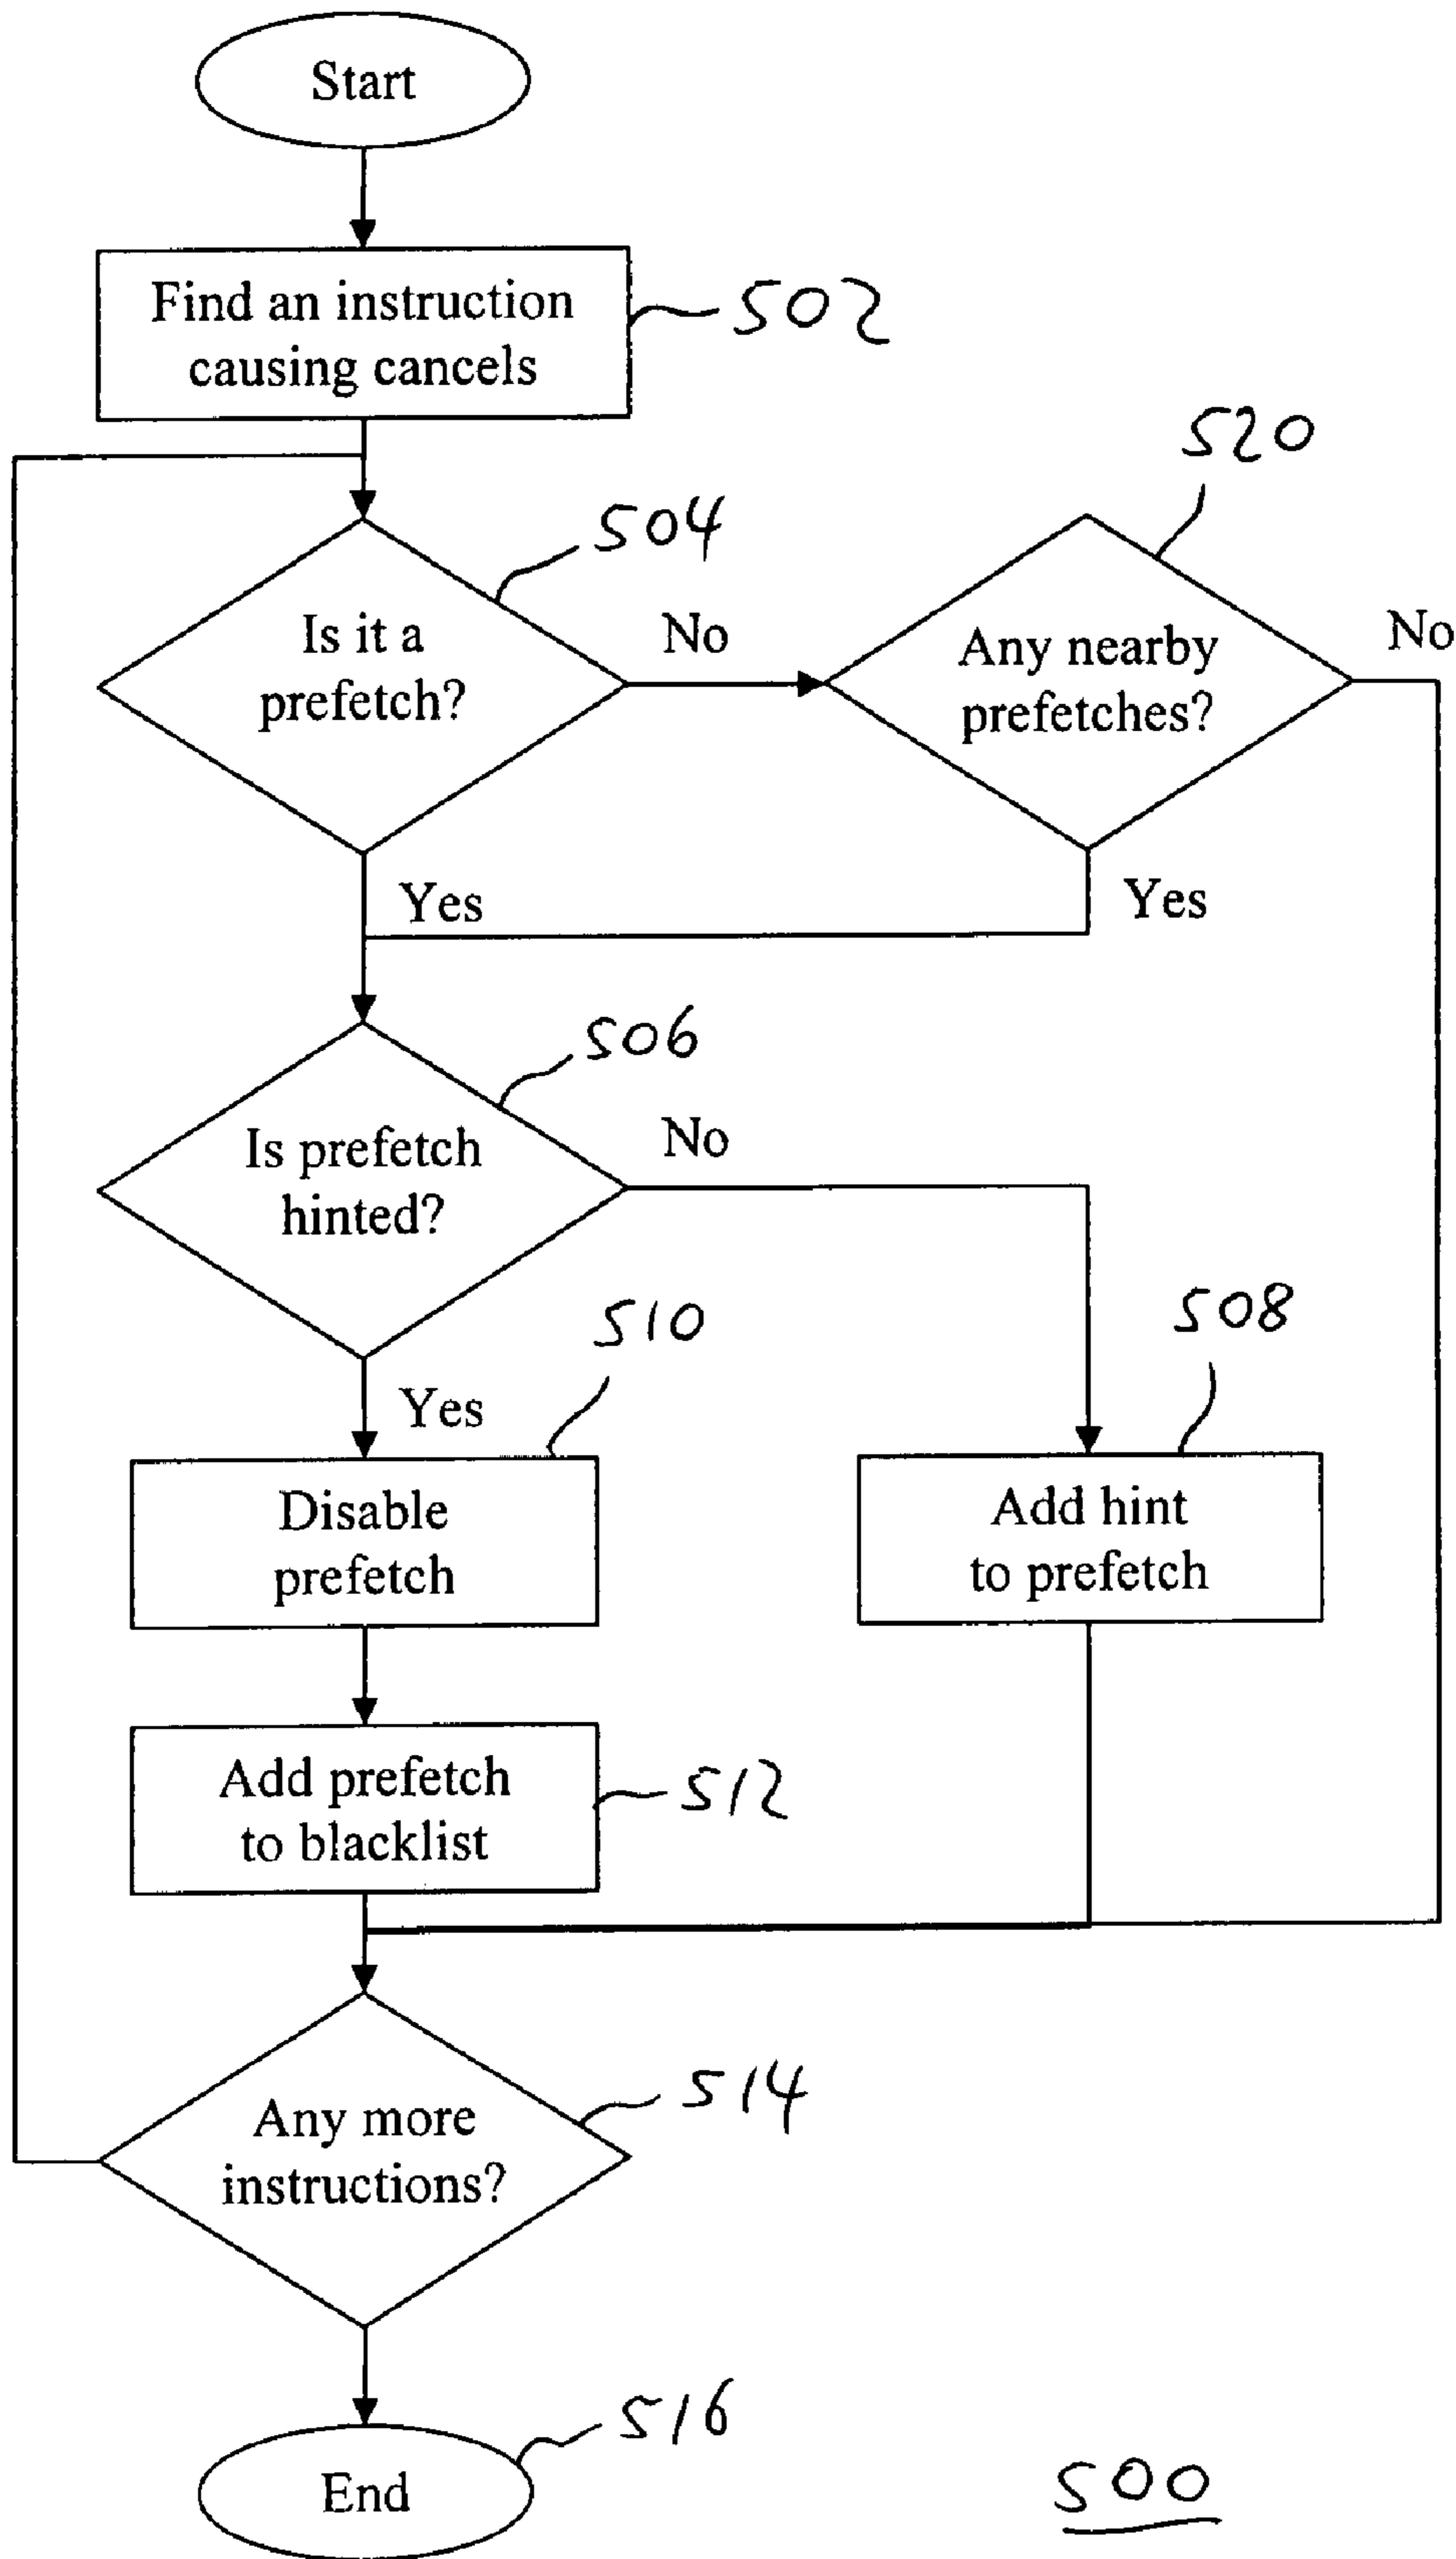 Start
Find an instruction
causing cancels
502
520
504
Is it a
prefetch?
No
Any nearby
prefetches?
No
Yes
Yes
506
Is prefetch
hinted?
No
510
508
Yes
Disable
prefetch
Add hint
to prefetch
Add prefetch
to blacklist
512
Any more
instructions?
514
End
516
500